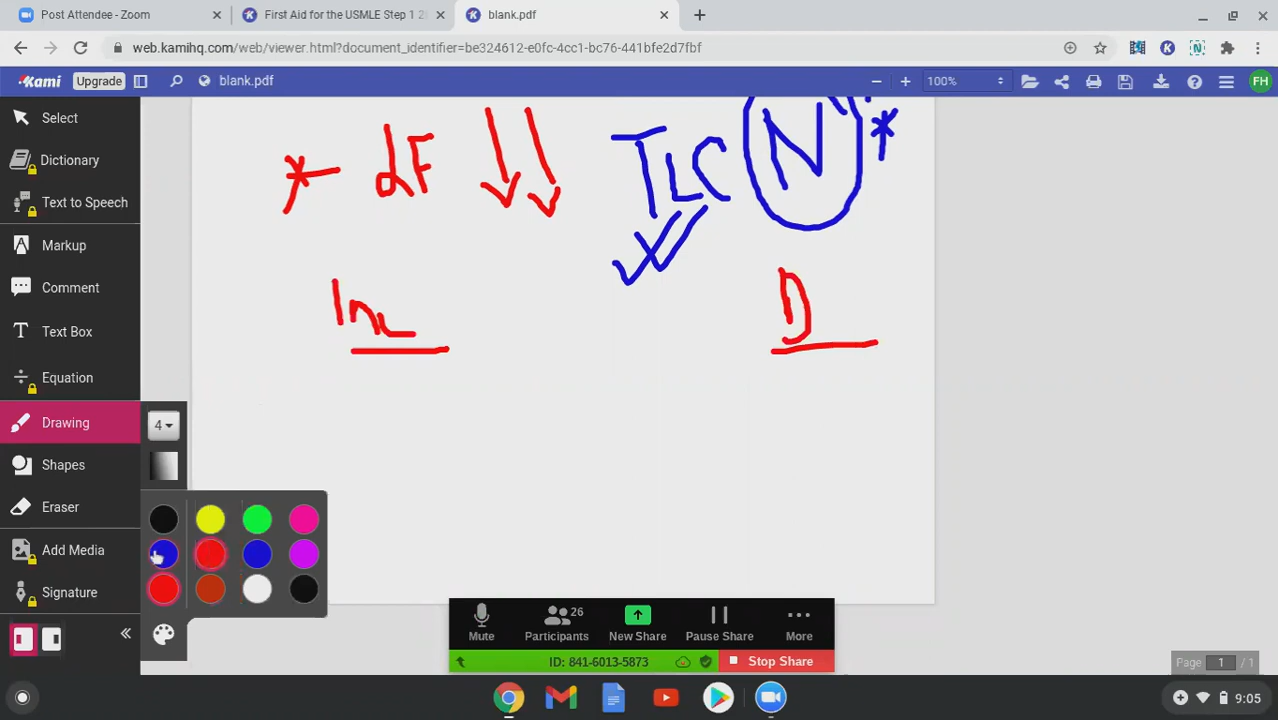 Post Attendee - Zoom
First Aid for the USMLE Step 1 2
blank.pdf
web.kamihq.com/web/viewer.html?document_identifier=be324612-e0fc-4cc1-bc76-441bfe2d7fbf
Kami
Upgrade
blank.pdf
100%
FH
Select
Dictionary
Text to Speech
Markup
Comment
Text Box
Equation
Drawing
Shapes
Eraser
Add Media
Signature
4
TLC N
D
Mute
26
Participants
New Share
Pause Share
More
ID: 841-6013-5873
Stop Share
Page 1 / 1
9:05